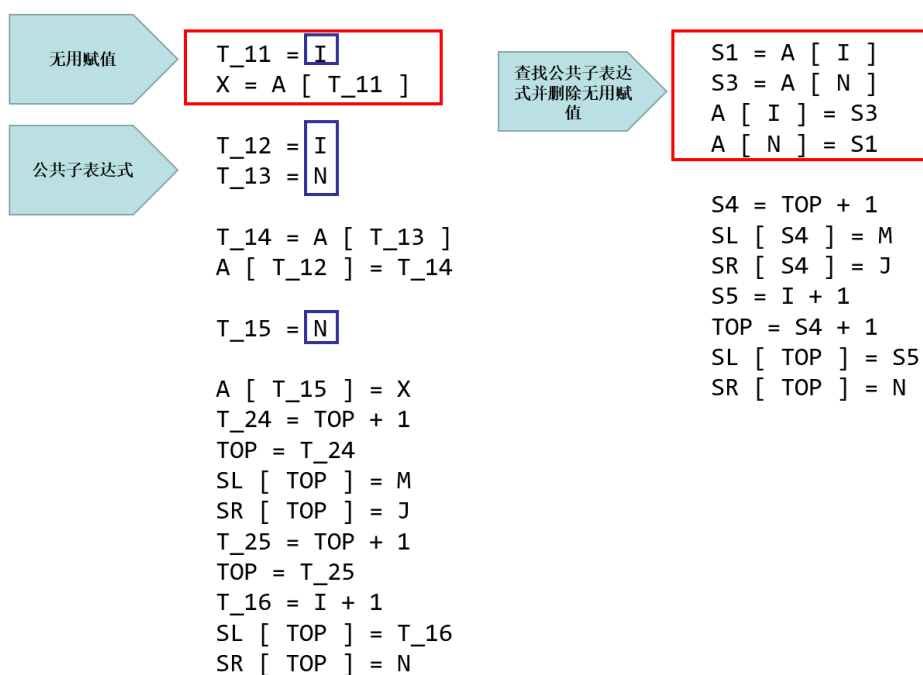 无用赋值
T_11 = I
X = A [ T_11 ]
公共子表达式
T_12 = I
T_13 = N
T_14 = A [ T_13 ]
A [ T_12 ] = T_14
T_15 = N
A [ T_15 ] = X
T_24 = TOP + 1
TOP = T_24
SL [ TOP ] = M
SR [ TOP ] = J
T_25 = TOP + 1
TOP = T_25
T_16 = I + 1
SL [ TOP ] = T_16
SR [ TOP ] = N
查找公共子表达
式并删除无用赋
值
S1 = A [ I ]
S3 = A [ N ]
A [ I ] = S3
A [ N ] = S1
S4 = TOP + 1
SL [ S4 ] = M
SR [ S4 ] = J
S5 = I + 1
TOP = S4 + 1
SL [ TOP ] = S5
SR [ TOP ] = N